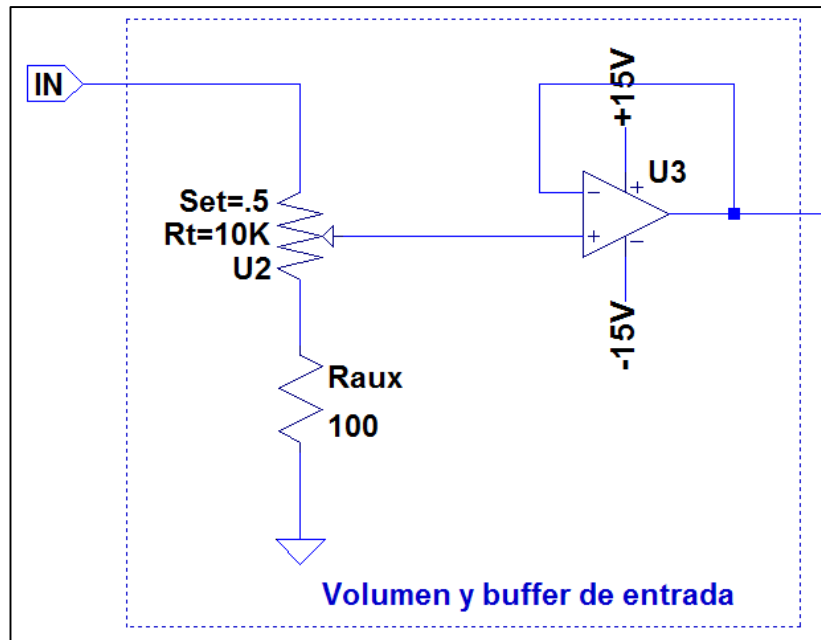 IN
+15V
U3
Set=.5
Rt=10K
U2
-15V
Raux
100
Volumen y buffer de entrada